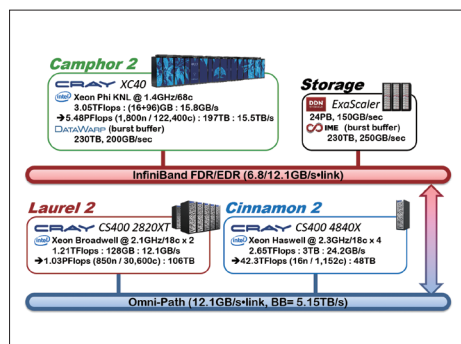 Camphor 2
CRAY XC40
intel Xeon Phi KNL @ 1.4GHz/68c
3.05TFlops : (16+96)GB : 15.8GB/s
→5.48PFlops (1,800n / 122,400c) : 197TB : 15.5TB/s
DATAWARP (burst buffer)
230TB, 200GB/sec
Storage
DDN ExaScaler
24PB, 150GB/sec
IME (burst buffer)
230TB, 250GB/sec
InfiniBand FDR/EDR (6.8/12.1GB/s•link)
Laurel 2
CRAY CS400 2820XT
intel Xeon Broadwell @ 2.1GHz/18c x 2
1.21TFlops : 128GB : 12.1GB/s
→1.03PFlops (850n / 30,600c) : 106TB
Cinnamon 2
CRAY CS400 4840X
intel Xeon Haswell @ 2.3GHz/18c x 4
2.65TFlops : 3TB : 24.2GB/s
→42.3TFlops (16n / 1,152c) : 48TB
Omni-Path (12.1GB/s•link, BB= 5.15TB/s)